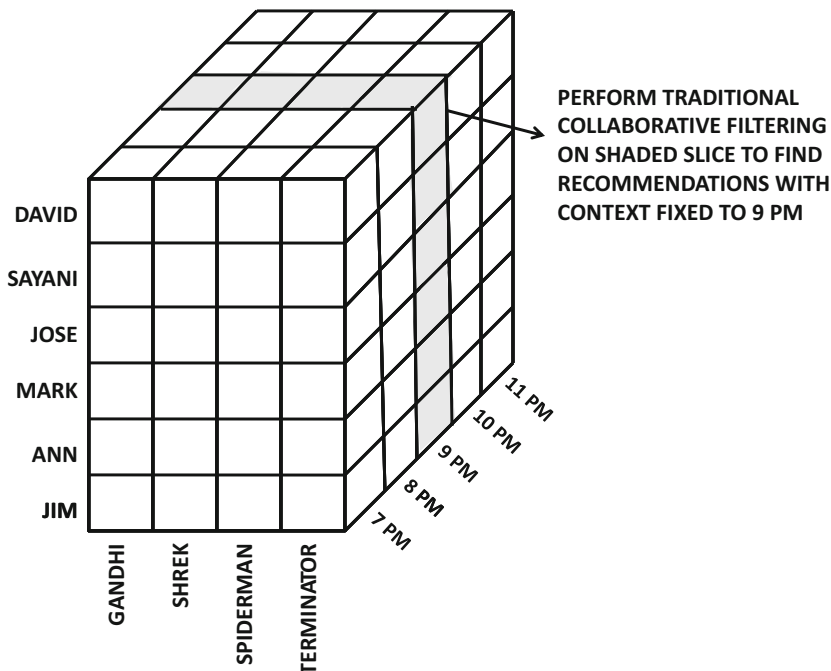 PERFORM TRADITIONAL
COLLABORATIVE FILTERING
ON SHADED SLICE TO FIND
RECOMMENDATIONS WITH
CONTEXT FIXED TO 9 PM
DAVID
SAYANI
JOSE
MARK
ANN
JIM
7 PM
8 PM
9 PM
10 PM
11 PM
GANDHI
SHREK
SPIDERMAN
TERMINATOR